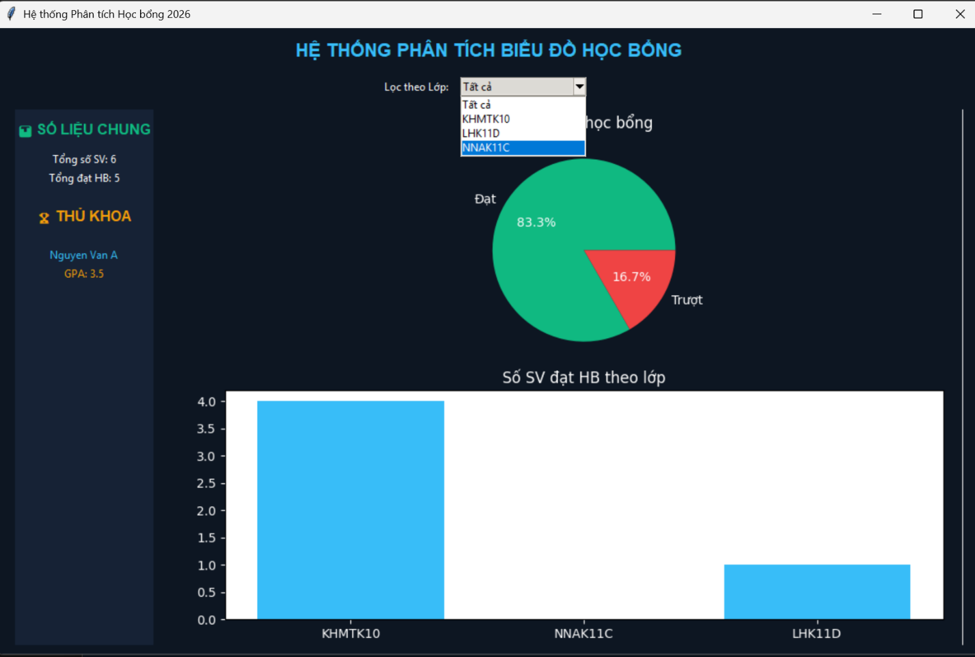 Hệ thống Phân tích Học bổng 2026
HỆ THỐNG PHÂN TÍCH BIỂU ĐỒ HỌC BỔNG
Lọc theo Lớp: Tất cả
Tất cả
KHMTK10
LHK11D
NNAK11C
SỐ LIỆU CHUNG
Tổng số SV: 6
Tổng đạt HB: 5
THỦ KHOA
Nguyen Van A
GPA: 3.5
học bổng
Đạt
83.3%
16.7%
Trượt
Số SV đạt HB theo lớp
4.0
3.5
3.0
2.5
2.0
1.5
1.0
0.5
0.0
KHMTK10 NNAK11C LHK11D